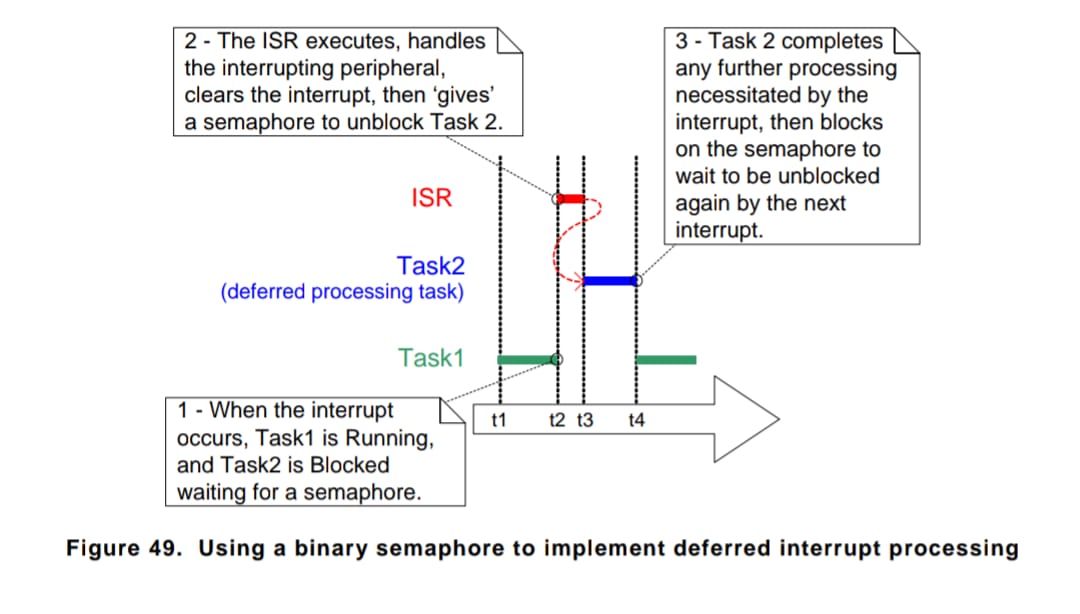 2 - The ISR executes, handles
the interrupting peripheral,
clears the interrupt, then ‘gives’
a semaphore to unblock Task 2.
3 - Task 2 completes
any further processing
necessitated by the
interrupt, then blocks
on the semaphore to
wait to be unblocked
again by the next
interrupt.
ISR
Task2
(deferred processing task)
Task1
1 - When the interrupt
occurs, Task1 is Running,
and Task2 is Blocked
waiting for a semaphore.
t1 t2 t3 t4
Figure 49. Using a binary semaphore to implement deferred interrupt processing